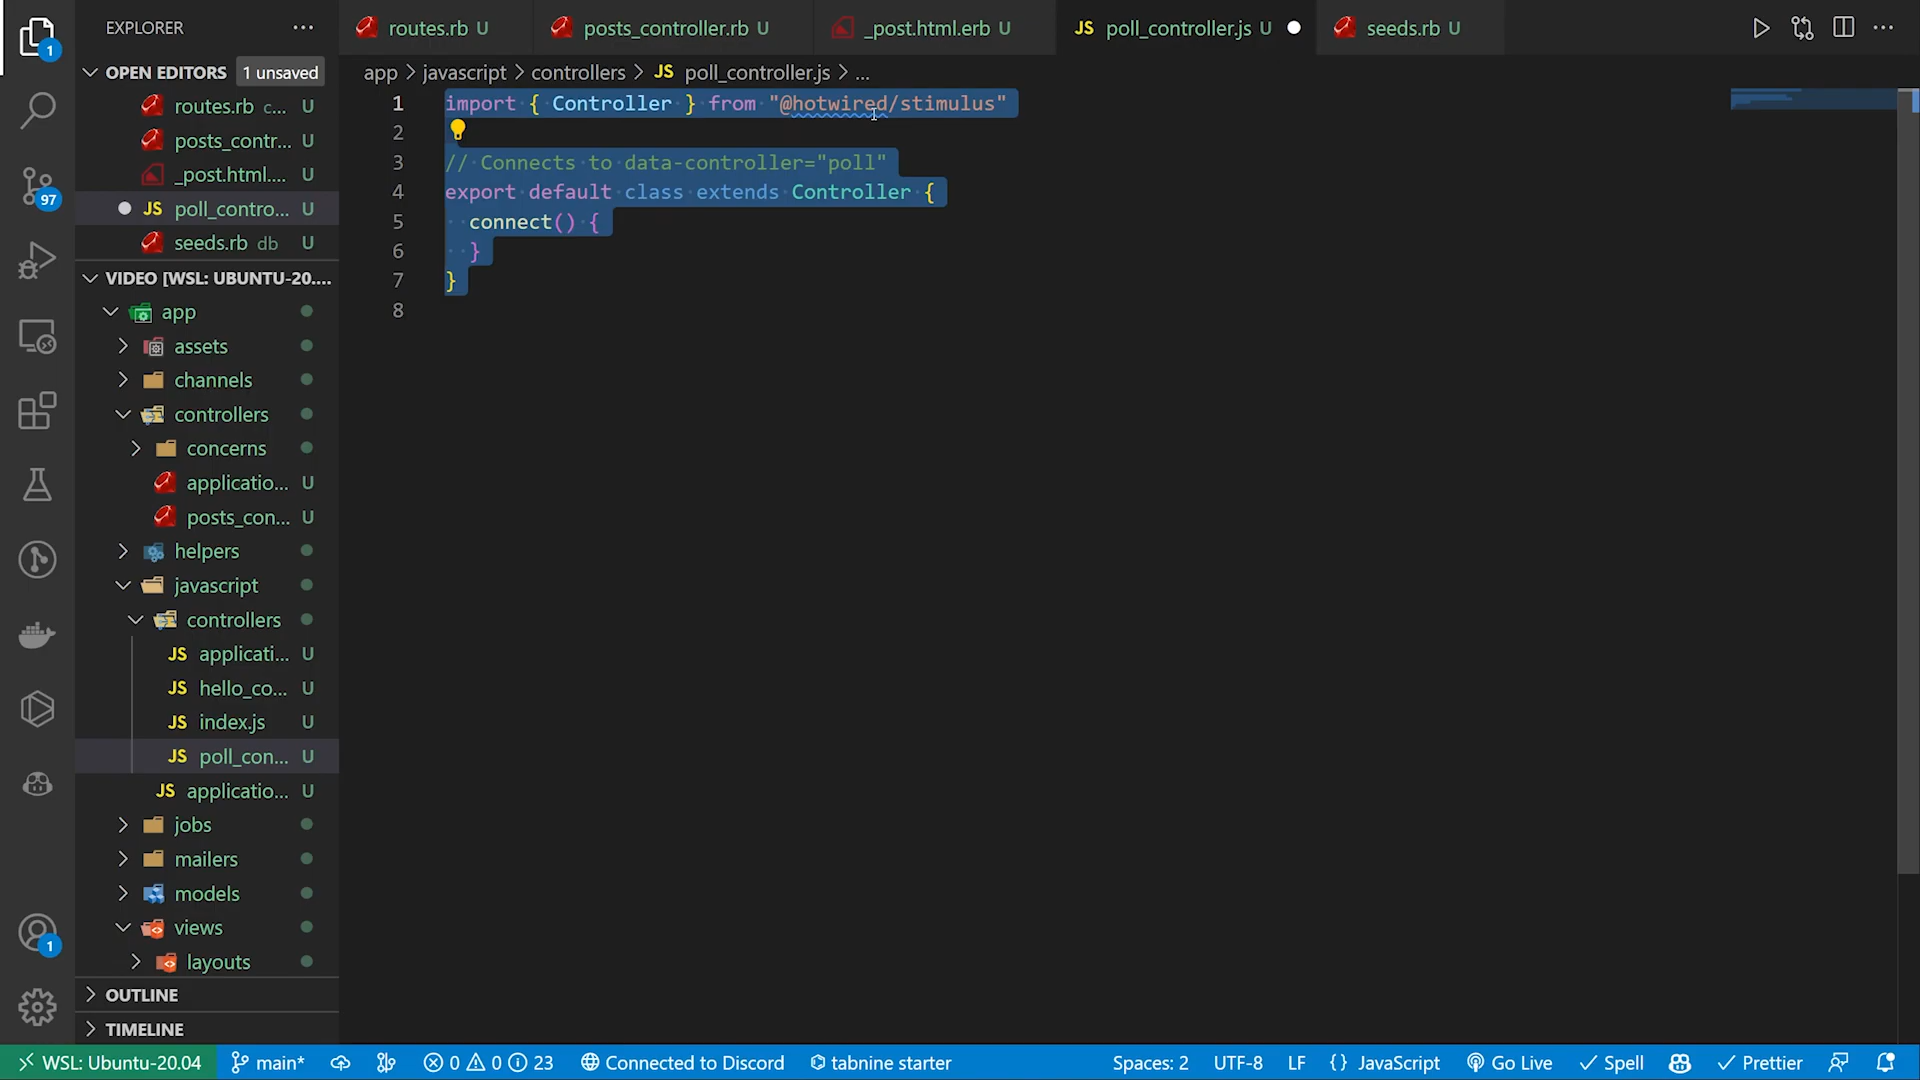 EXPLORER
routes.rb U
posts_controller.rb U
_post.html.erb U
JS poll_controller.js U
seeds.rb U
OPEN EDITORS 1 unsaved
routes.rb c... U
posts_contr... U
_post.html.... U
JS poll_contro... U
seeds.rb db U
VIDEO [WSL: UBUNTU-20....
app
assets
channels
controllers
concerns
applicatio... U
posts_con... U
helpers
javascript
controllers
JS applicati... U
JS hello_co... U
JS index.js U
JS poll_con... U
JS applicatio... U
jobs
mailers
models
views
layouts
OUTLINE
TIMELINE
1
97
1
app > javascript > controllers > JS poll_controller.js > ...
1 import { Controller } from "@hotwired/stimulus"
2
3 // Connects to data-controller="poll"
4 export default class extends Controller {
5 connect() {
6 }
7 }
8
WSL: Ubuntu-20.04 main* 0 0 23 Connected to Discord tabnine starter Spaces: 2 UTF-8 LF { } JavaScript Go Live Spell Prettier